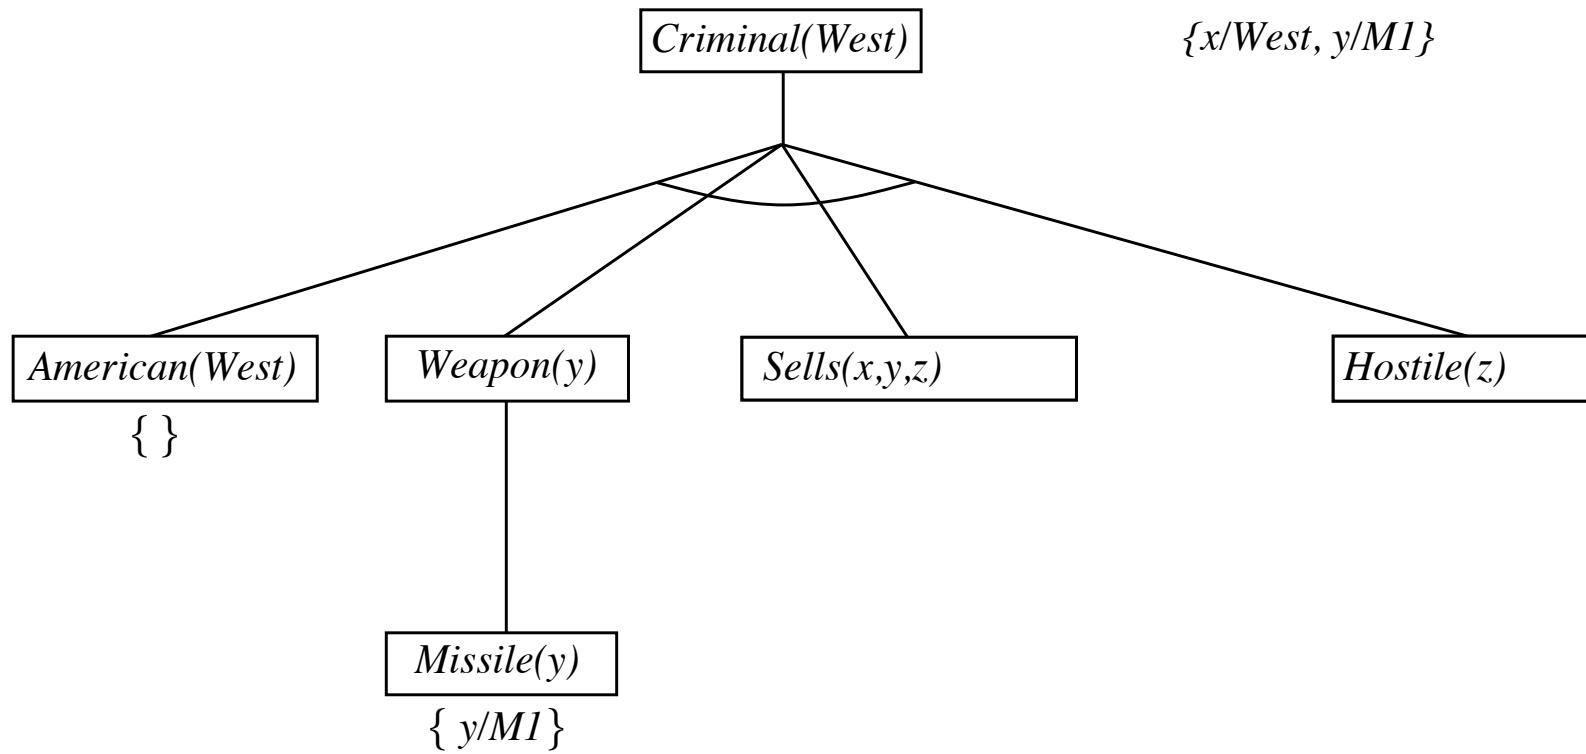 Criminal(West)
{x/West, y/M1}
American(West)
Weapon(y)
Sells(x,y,z)
Hostile(z)
{ }
Missile(y)
{ y/M1}